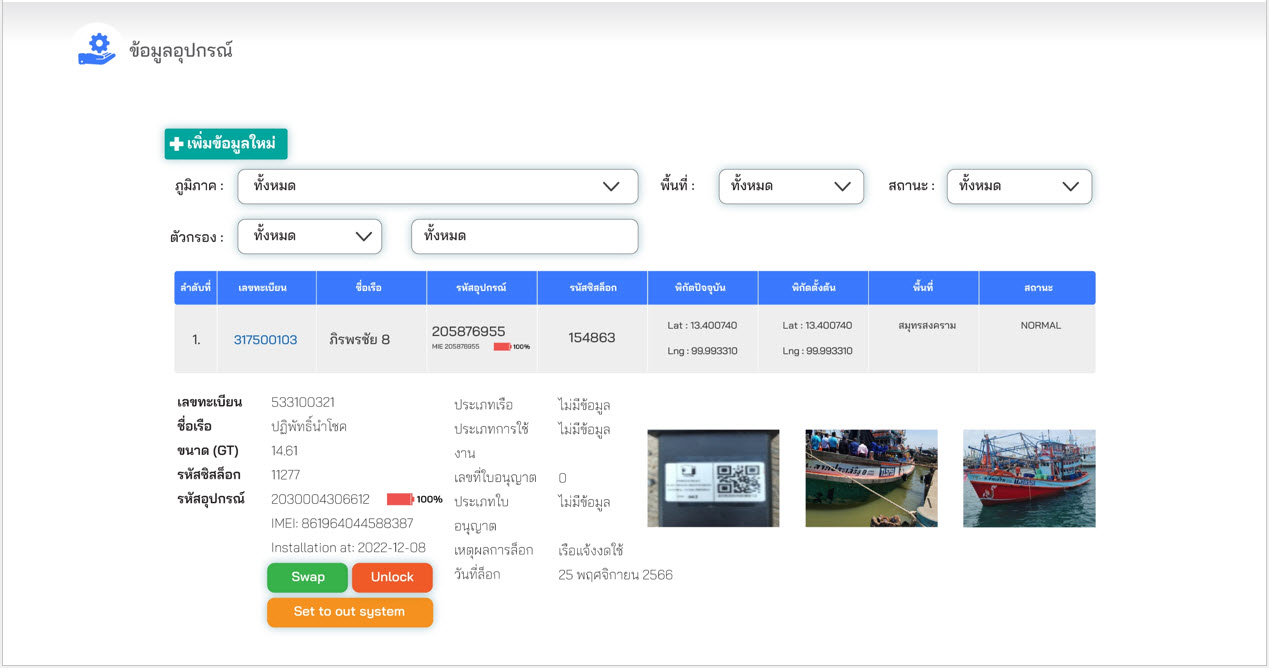 ข้อมูลอุปกรณ์
เพิ่มข้อมูลใหม่
ภูมิภาค : ทั้งหมด พื้นที่ : ทั้งหมด สถานะ : ทั้งหมด
ตัวกรอง : ทั้งหมด ทั้งหมด
ลำดับที่ เลขทะเบียน ชื่อเรือ รหัสอุปกรณ์ รหัสซิลล็อก พิกัดปัจจุบัน พิกัดตั้งต้น พื้นที่ สถานะ
1. 317500103 ภิรพรชัย 8 205876955 154863 Lat : 13.400740 Lat : 13.400740 สมุทรสงคราม NORMAL
MIE 205876955 100% Lng : 99.993310 Lng : 99.993310
เลขทะเบียน 533100321
ชื่อเรือ ปฏิพัทธิ์นำโชค
ขนาด (GT) 14.61
รหัสซิลล็อก 11277
รหัสอุปกรณ์ 2030004306612 100%
IMEI: 861964044588387
Installation at: 2022-12-08
Swap Unlock
Set to out system
ประเภทเรือ ไม่มีข้อมูล
ประเภทการใช้ ไม่มีข้อมูล
งาน
เลขที่ใบอนุญาต 0
ประเภทใบ ไม่มีข้อมูล
อนุญาต
เหตุผลการล็อก เรือแจ้งงดใช้
วันที่ล็อก 25 พฤศจิกายน 2566